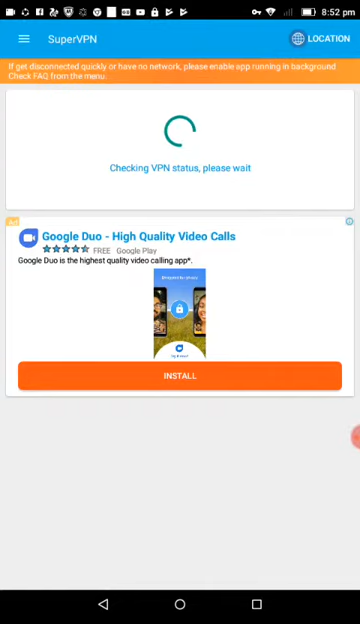 8:52 pm
SuperVPN
LOCATION
If get disconnected quickly or have no network, please enable app running in background
Check FAQ from the menu.
Checking VPN status, please wait
Ad
Google Duo - High Quality Video Calls
FREE Google Play
Google Duo is the highest quality video calling app*.
INSTALL